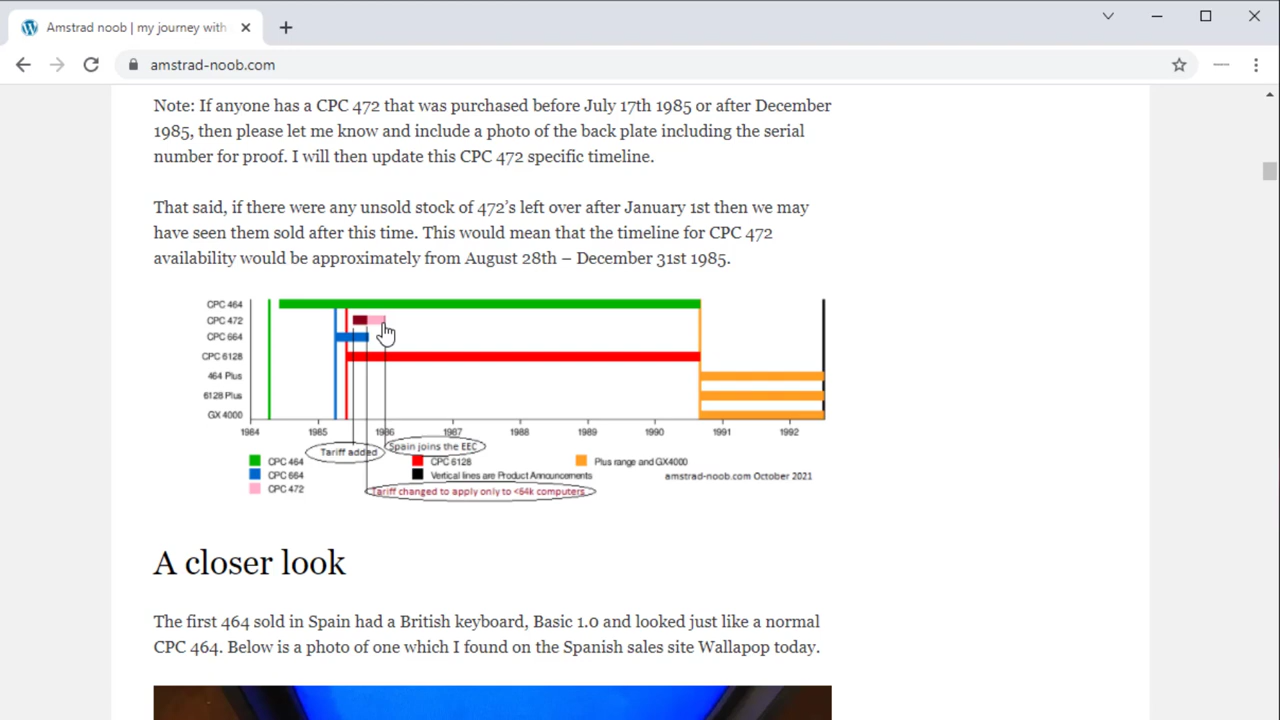 Amstrad noob | my journey with
amstrad-noob.com
Note: If anyone has a CPC 472 that was purchased before July 17th 1985 or after December
1985, then please let me know and include a photo of the back plate including the serial
number for proof. I will then update this CPC 472 specific timeline.
That said, if there were any unsold stock of 472’s left over after January 1st then we may
have seen them sold after this time. This would mean that the timeline for CPC 472
availability would be approximately from August 28th – December 31st 1985.
CPC 464
CPC 472
CPC 664
CPC 6128
464 Plus
6128 Plus
GX 4000
1984 1985 1986 1987 1988 1989 1990 1991 1992
Tariff added
Spain joins the EEC
CPC 464 CPC 6128 Plus range and GX4000
CPC 664 Vertical lines are Product Announcements amstrad-noob.com October 2021
CPC 472
Tariff changed to apply only to <64k computers
A closer look
The first 464 sold in Spain had a British keyboard, Basic 1.0 and looked just like a normal
CPC 464. Below is a photo of one which I found on the Spanish sales site Wallapop today.